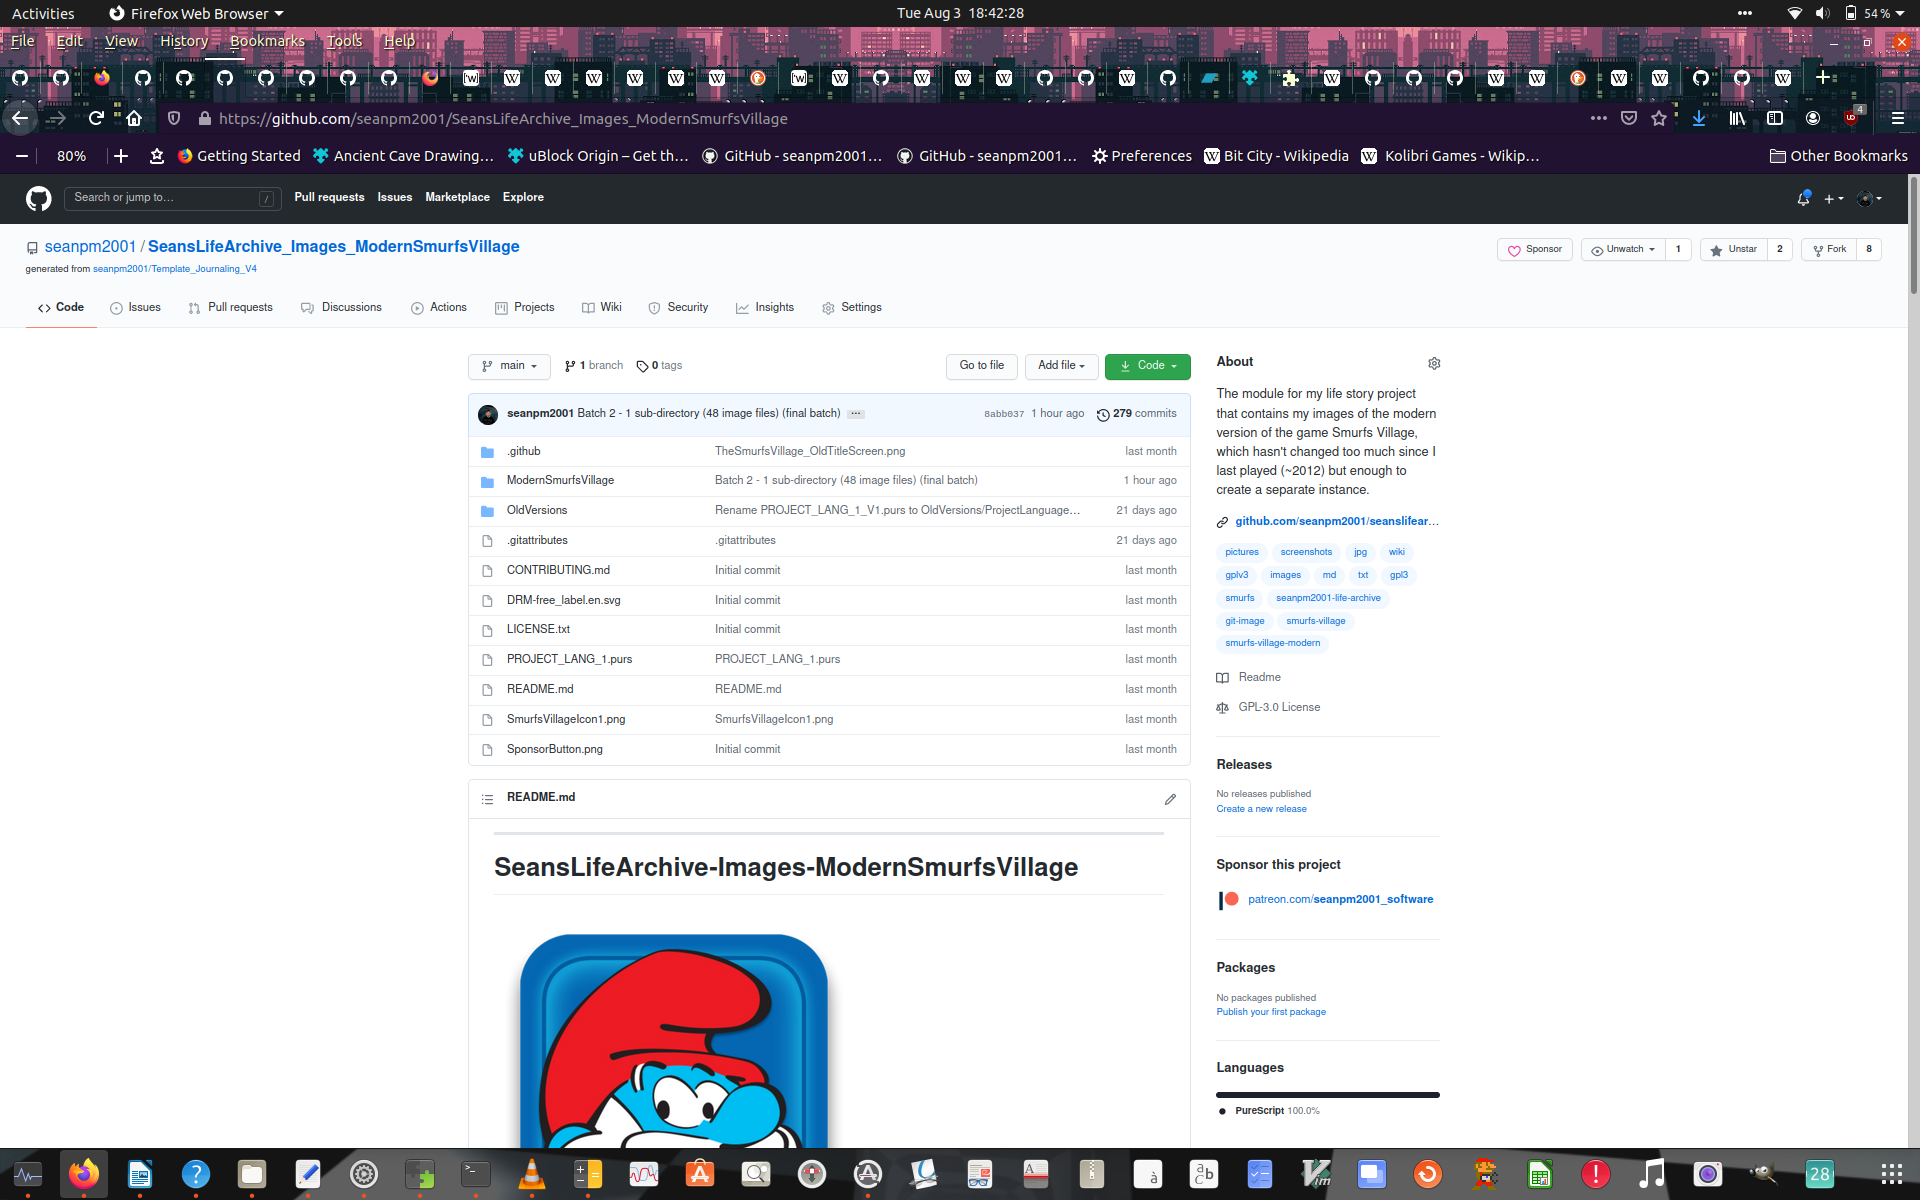 Activities Firefox Web Browser Tue Aug 3 18:42:28 54 %
File Edit View History Bookmarks Tools Help
https://github.com/seanpm2001/SeansLifeArchive_Images_ModernSmurfsVillage 4
80% Getting Started Ancient Cave Drawing… uBlock Origin – Get th… GitHub - seanpm2001… GitHub - seanpm2001… Preferences Bit City - Wikipedia Kolibri Games - Wikip… Other Bookmarks
Search or jump to… / Pull requests Issues Marketplace Explore
seanpm2001 / SeansLifeArchive_Images_ModernSmurfsVillage Sponsor Unwatch 1 Unstar 2 Fork 8
generated from seanpm2001/Template_Journaling_V4
Code Issues Pull requests Discussions Actions Projects Wiki Security Insights Settings
main 1 branch 0 tags Go to file Add file Code
seanpm2001 Batch 2 - 1 sub-directory (48 image files) (final batch) ··· 8abb037 1 hour ago 279 commits
.github TheSmurfsVillage_OldTitleScreen.png last month
ModernSmurfsVillage Batch 2 - 1 sub-directory (48 image files) (final batch) 1 hour ago
OldVersions Rename PROJECT_LANG_1_V1.purs to OldVersions/ProjectLanguage… 21 days ago
.gitattributes .gitattributes 21 days ago
CONTRIBUTING.md Initial commit last month
DRM-free_label.en.svg Initial commit last month
LICENSE.txt Initial commit last month
PROJECT_LANG_1.purs PROJECT_LANG_1.purs last month
README.md README.md last month
SmurfsVillageIcon1.png SmurfsVillageIcon1.png last month
SponsorButton.png Initial commit last month
README.md
SeansLifeArchive-Images-ModernSmurfsVillage
About
The module for my life story project
that contains my images of the modern
version of the game Smurfs Village,
which hasn't changed too much since I
last played (~2012) but enough to
create a separate instance.
github.com/seanpm2001/seanslifear…
pictures screenshots jpg wiki
gplv3 images md txt gpl3
smurfs seanpm2001-life-archive
git-image smurfs-village
smurfs-village-modern
Readme
GPL-3.0 License
Releases
No releases published
Create a new release
Sponsor this project
patreon.com/seanpm2001_software
Packages
No packages published
Publish your first package
Languages
PureScript 100.0%
28